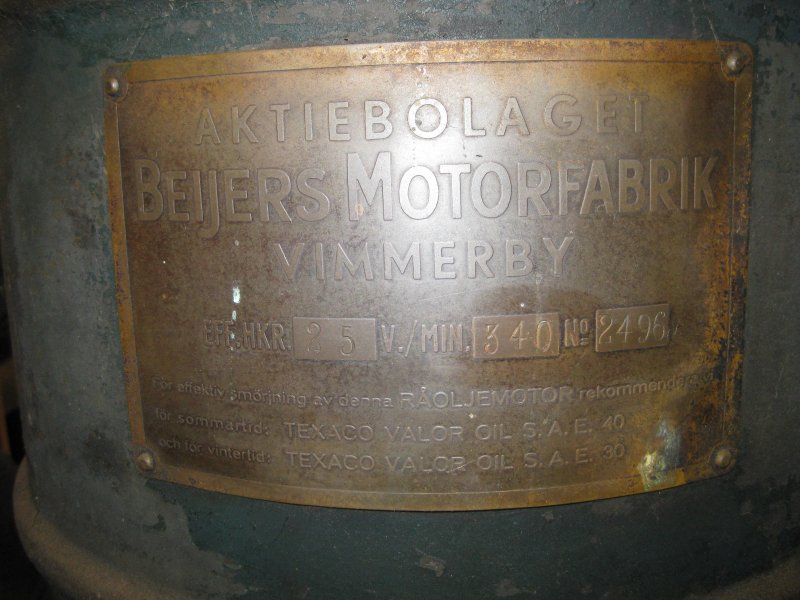 AKTIEBOLAGET
BEIJERS MOTORFABRIK
VIMMERBY
EFF. HKR. 25 V./MIN. 340 No 2496
För effektiv smörjning av denna RÅOLJEMOTOR rekommenderas
för sommartid: TEXACO VALOR OIL S.A.E. 40
och för vintertid: TEXACO VALOR OIL S.A.E. 30